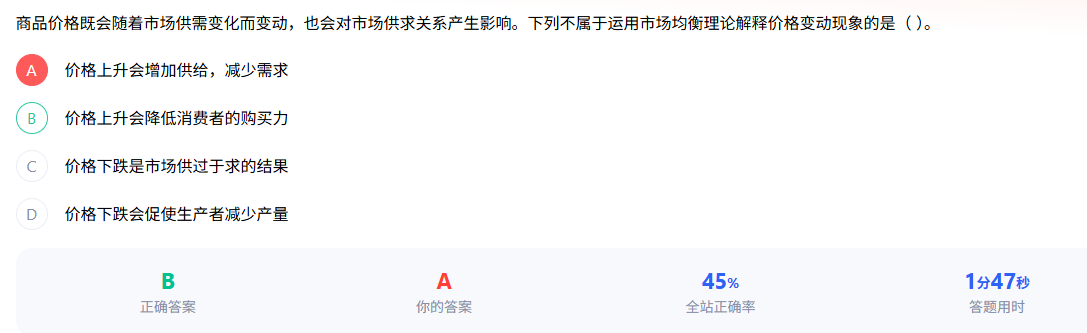 商品价格既会随着市场供需变化而变动，也会对市场供求关系产生影响。下列不属于运用市场均衡理论解释价格变动现象的是（ ）。
A 价格上升会增加供给，减少需求
B 价格上升会降低消费者的购买力
C 价格下跌是市场供过于求的结果
D 价格下跌会促使生产者减少产量
B A 45% 1分47秒
正确答案 你的答案 全站正确率 答题用时